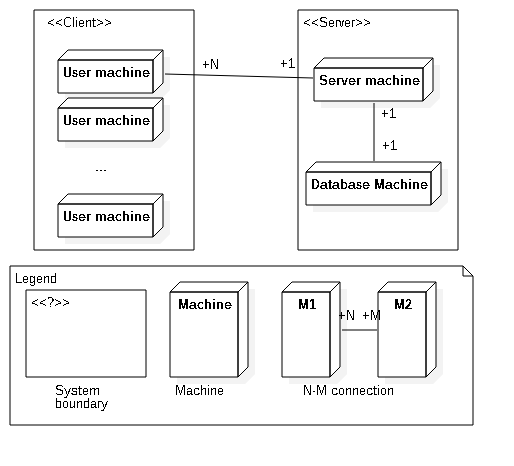 <<Client>>
<<Server>>
User machine
+N
+1
Server machine
User machine
+1
...
+1
Database Machine
User machine
Legend
<<?>>
Machine
M1
+N
+M
M2
System
boundary
Machine
N-M connection